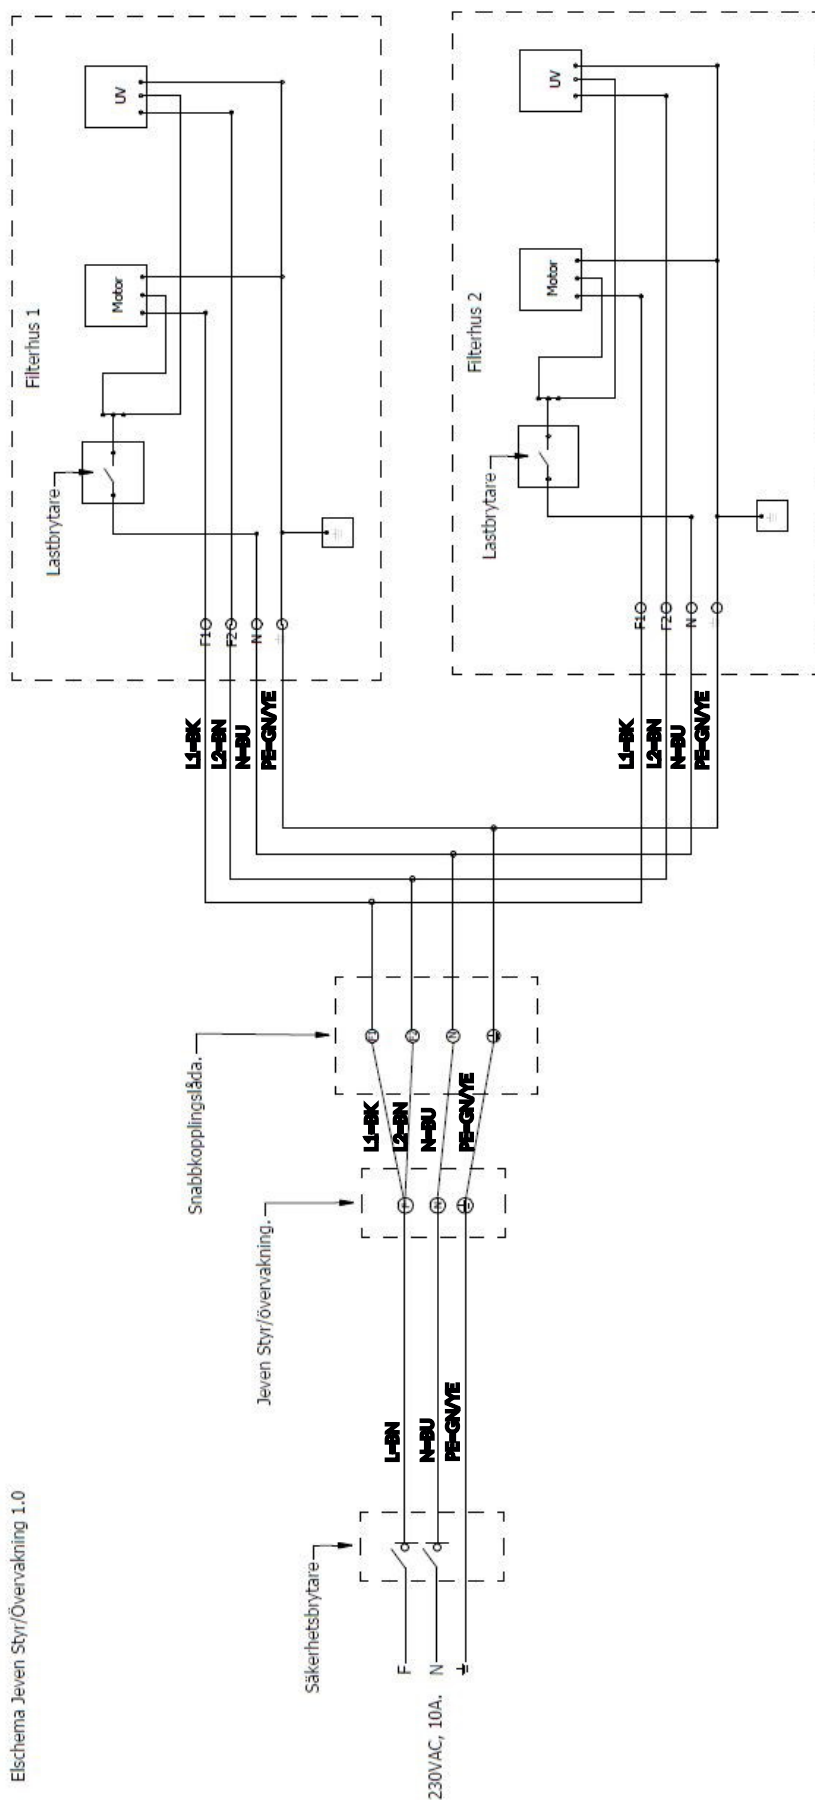 Elschema Jeven Styr/Övervakning 1.0
230VAC, 10A.
F
N
Säkerhetsbrytare
L=BN
N=BU
PE=GN/YE
Jeven Styr/övervakning.
F
N
L1=BK
L2=BN
N=BU
PE=GN/YE
Snabbkopplingslåda.
F1
F2
N
L1=BK
L2=BN
N=BU
PE=GN/YE
F1
F2
N
Lastbrytare
Filterhus 1
Motor
UV
L1=BK
L2=BN
N=BU
PE=GN/YE
F1
F2
N
Lastbrytare
Filterhus 2
Motor
UV